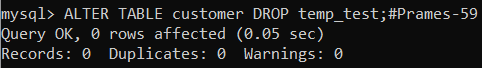 mysql> ALTER TABLE customer DROP temp_test;#Prames-59
Query OK, 0 rows affected (0.05 sec)
Records: 0  Duplicates: 0  Warnings: 0